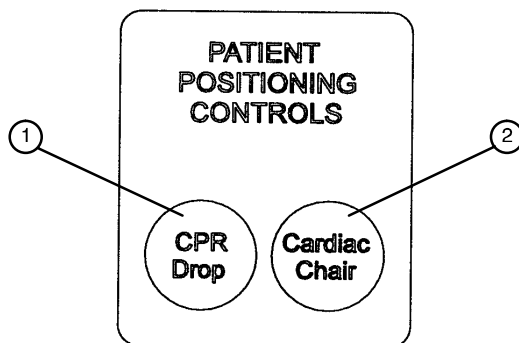 PATIENT
POSITIONING
CONTROLS
1
2
CPR
Drop
Cardiac
Chair